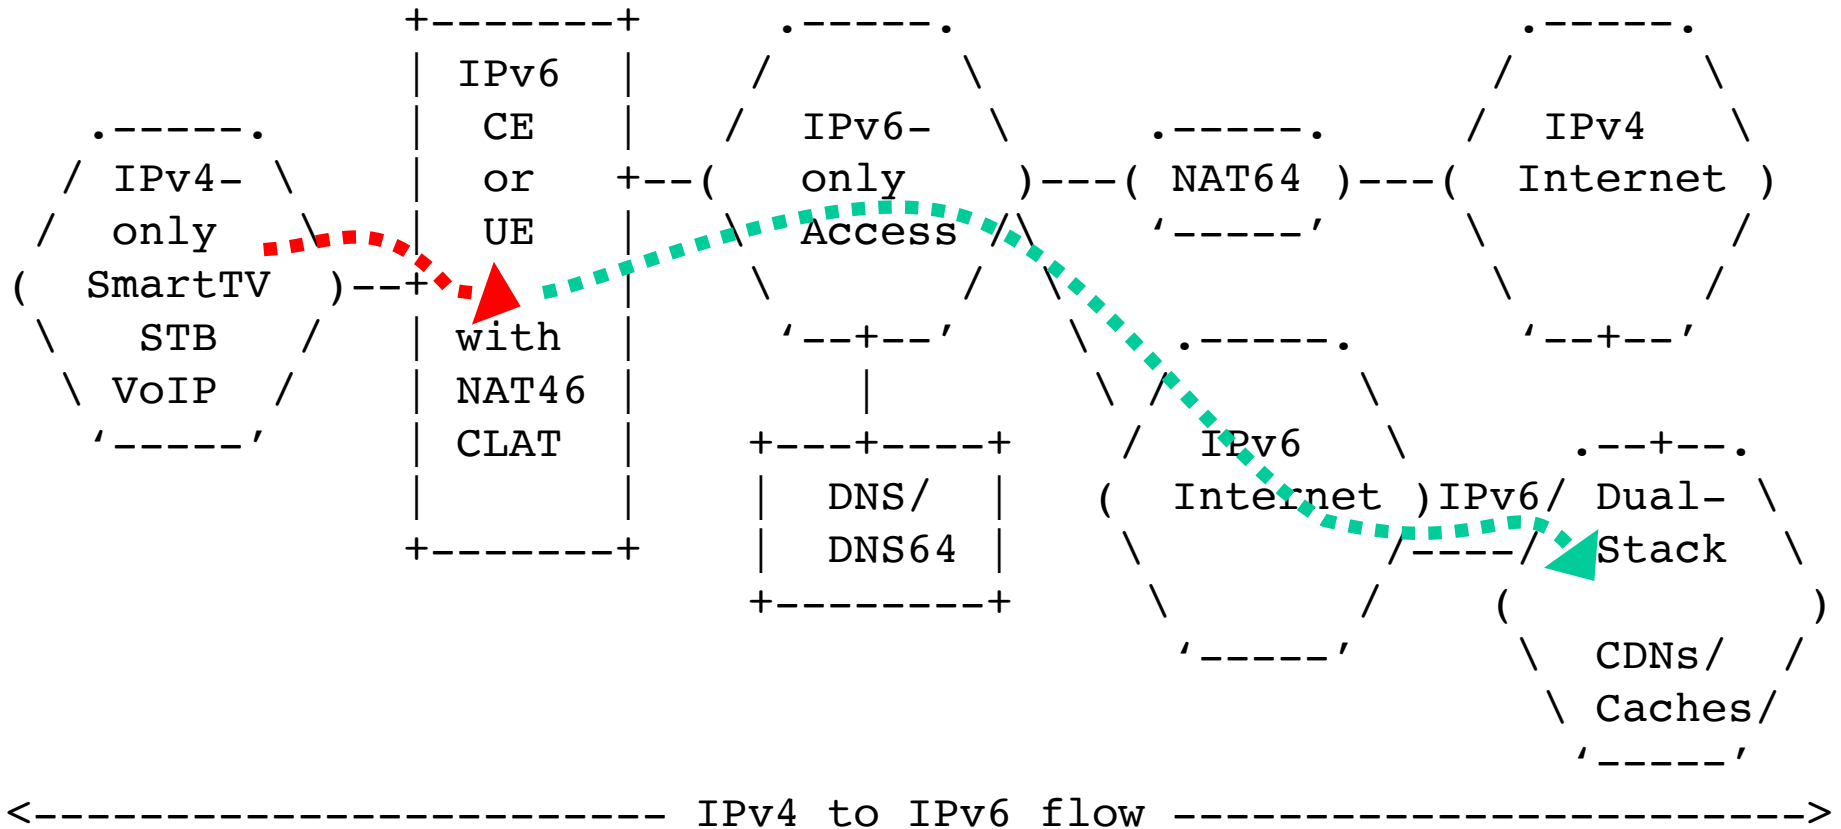 IPv4-
only
SmartTV
STB
VoIP
IPv6
CE
or
UE
with
NAT46
CLAT
IPv6-
only
Access
DNS/
DNS64
NAT64
IPv4
Internet
IPv6
Internet
IPv6
Dual-
Stack
CDNs/
Caches
IPv4 to IPv6 flow